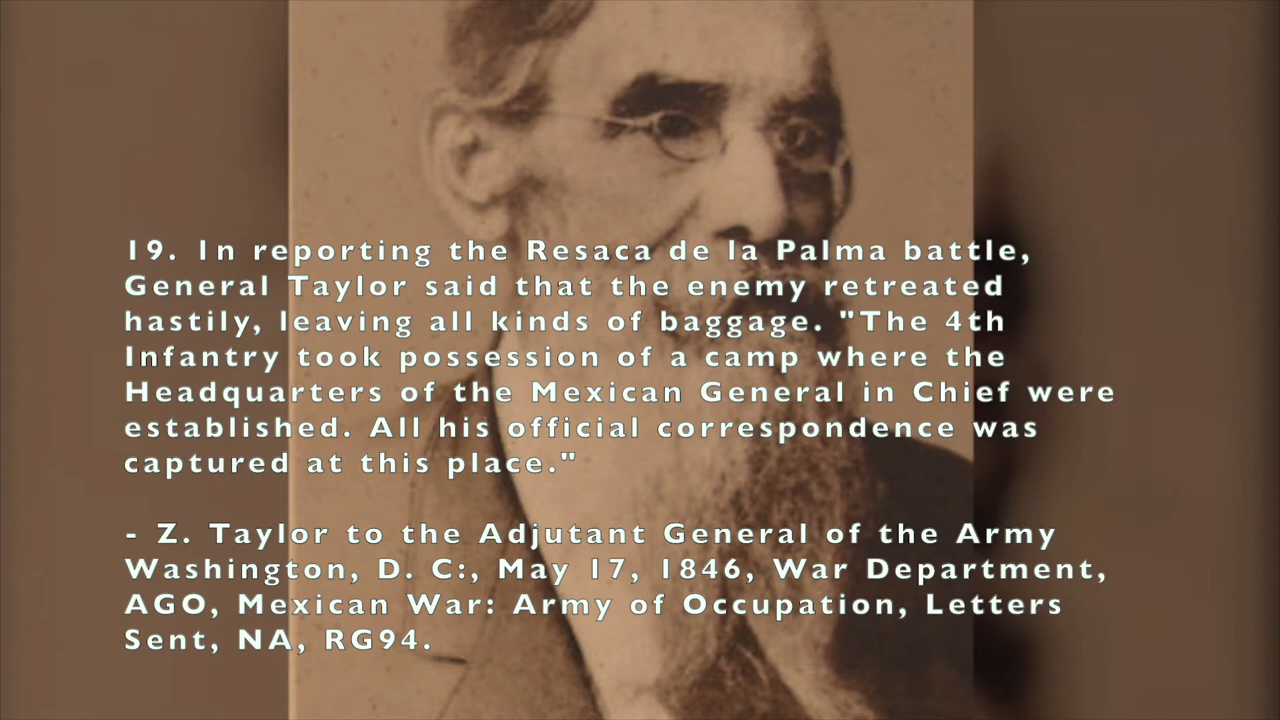 19. In reporting the Resaca de la Palma battle,
General Taylor said that the enemy retreated
hastily, leaving all kinds of baggage. "The 4th
Infantry took possession of a camp where the
Headquarters of the Mexican General in Chief were
established. All his official correspondence was
captured at this place."
- Z. Taylor to the Adjutant General of the Army
Washington, D. C:, May 17, 1846, War Department,
AGO, Mexican War: Army of Occupation, Letters
Sent, NA, RG94.